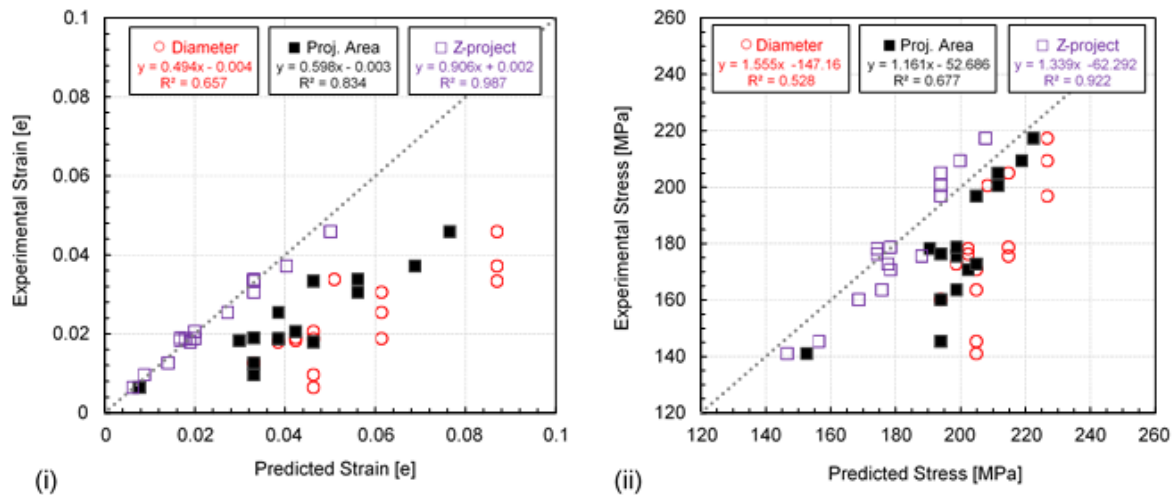 0.1
0.08
0.06
0.04
0.02
0
Experimental Strain [e]
Diameter
y = 0.494x - 0.004
R² = 0.657
Proj. Area
y = 0.598x - 0.003
R² = 0.834
Z-project
y = 0.906x + 0.002
R² = 0.987
0 0.02 0.04 0.06 0.08 0.1
Predicted Strain [e]
(i)
260
240
220
200
180
160
140
120
Experimental Stress [MPa]
Diameter
y = 1.555x -147.16
R² = 0.528
Proj. Area
y = 1.161x - 52.686
R² = 0.677
Z-project
y = 1.339x -62.292
R² = 0.922
120 140 160 180 200 220 240 260
Predicted Stress [MPa]
(ii)